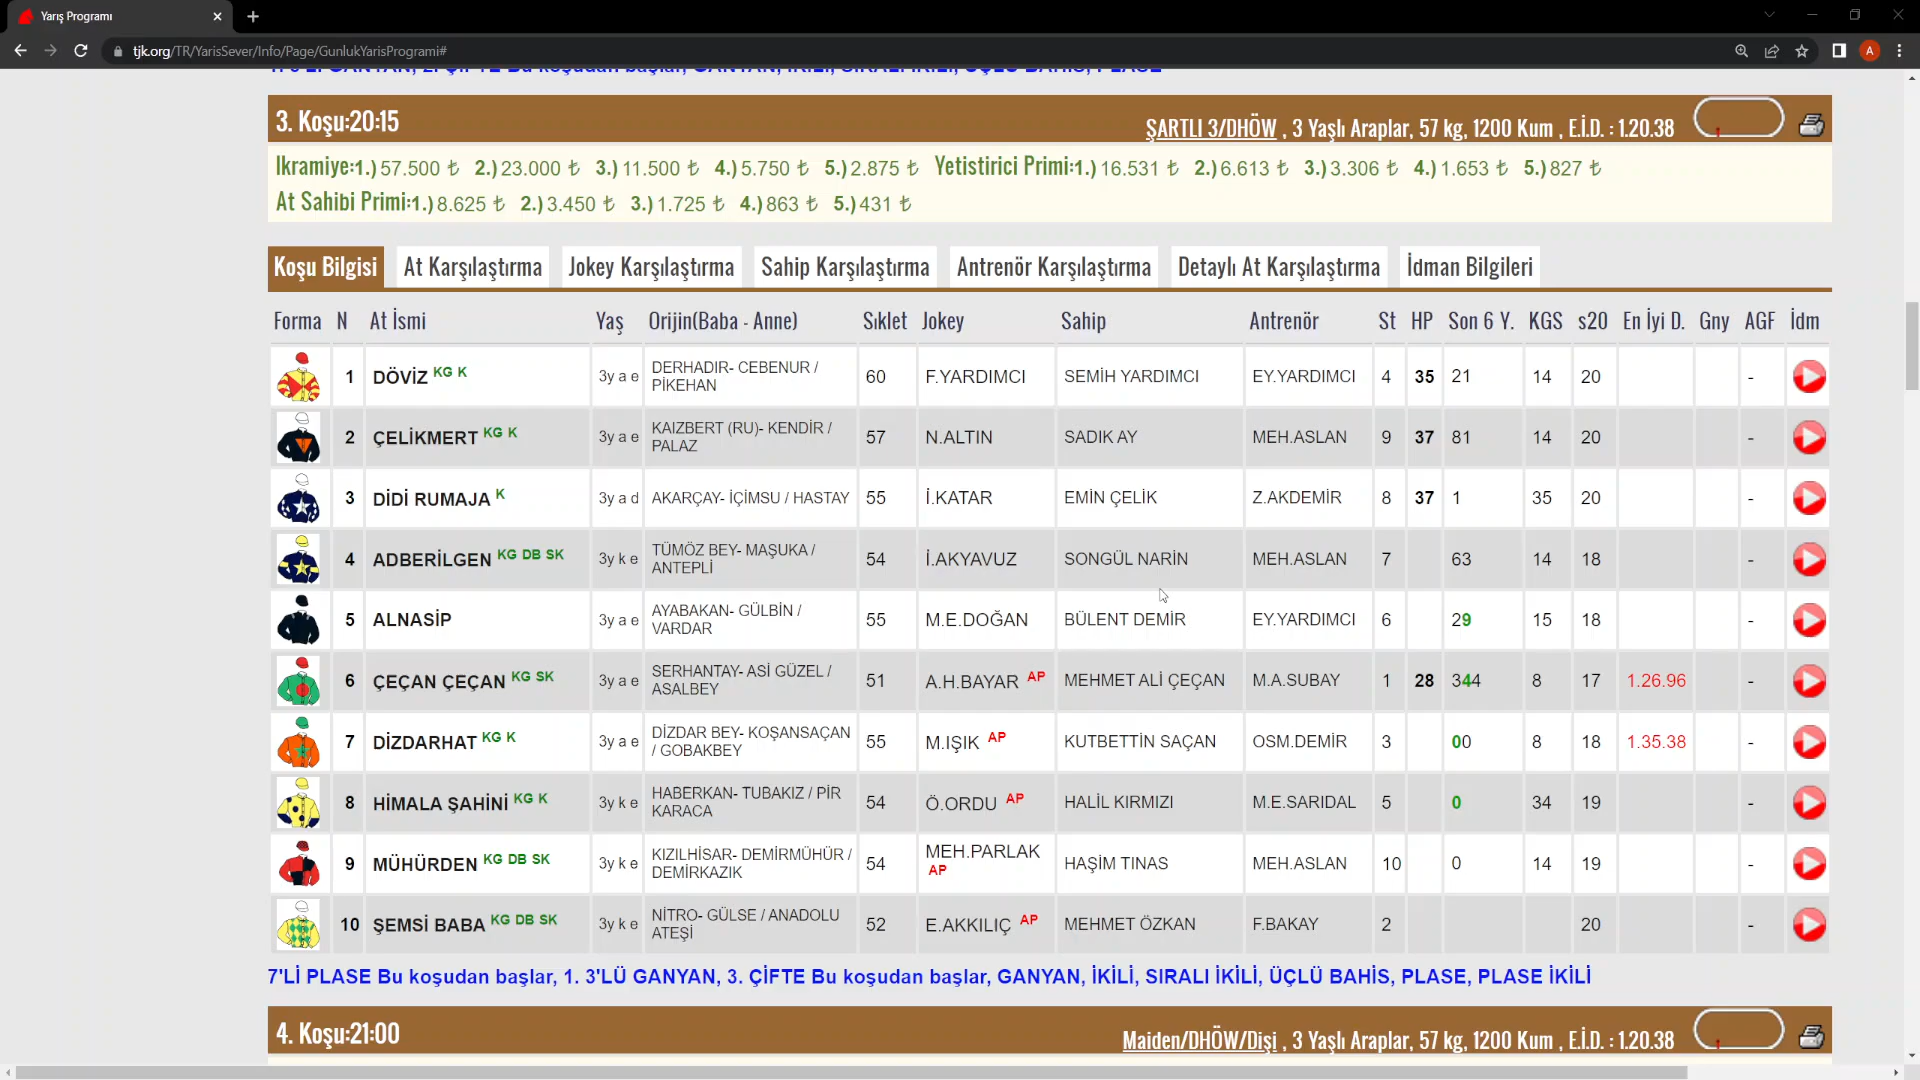 Yarış Programı
tjk.org/TR/YarisSever/Info/Page/GunlukYarisProgrami#
A
3. Koşu:20:15
ŞARTLI 3/DHÖW , 3 Yaşlı Araplar, 57 kg, 1200 Kum , E.İ.D. : 1.20.38
Ikramiye:1.) 57.500 ₺ 2.) 23.000 ₺ 3.) 11.500 ₺ 4.) 5.750 ₺ 5.) 2.875 ₺ Yetistirici Primi:1.) 16.531 ₺ 2.) 6.613 ₺ 3.) 3.306 ₺ 4.) 1.653 ₺ 5.) 827 ₺
At Sahibi Primi:1.) 8.625 ₺ 2.) 3.450 ₺ 3.) 1.725 ₺ 4.) 863 ₺ 5.) 431 ₺
Koşu Bilgisi At Karşılaştırma Jokey Karşılaştırma Sahip Karşılaştırma Antrenör Karşılaştırma Detaylı At Karşılaştırma İdman Bilgileri
Forma N At İsmi Yaş Orijin(Baba - Anne) Sıklet Jokey Sahip Antrenör St HP Son 6 Y. KGS s20 En İyi D. Gny AGF İdm
1 DÖVİZ KG K 3y a e DERHADIR- CEBENUR / PİKEHAN 60 F.YARDIMCI SEMİH YARDIMCI EY.YARDIMCI 4 35 21 14 20 -
2 ÇELİKMERT KG K 3y a e KAIZBERT (RU)- KENDİR / PALAZ 57 N.ALTIN SADIK AY MEH.ASLAN 9 37 81 14 20 -
3 DİDİ RUMAJA K 3y a d AKARÇAY- İÇİMSU / HASTAY 55 İ.KATAR EMİN ÇELİK Z.AKDEMİR 8 37 1 35 20 -
4 ADBERİLGEN KG DB SK 3y k e TÜMÖZ BEY- MAŞUKA / ANTEPLİ 54 İ.AKYAVUZ SONGÜL NARİN MEH.ASLAN 7 63 14 18 -
5 ALNASİP 3y a e AYABAKAN- GÜLBİN / VARDAR 55 M.E.DOĞAN BÜLENT DEMİR EY.YARDIMCI 6 29 15 18 -
6 ÇEÇAN ÇEÇAN KG SK 3y a e SERHANTAY- ASİ GÜZEL / ASALBEY 51 A.H.BAYAR AP MEHMET ALİ ÇEÇAN M.A.SUBAY 1 28 344 8 17 1.26.96 -
7 DİZDARHAT KG K 3y a e DİZDAR BEY- KOŞANSAÇAN / GOBAKBEY 55 M.IŞIK AP KUTBETTİN SAÇAN OSM.DEMİR 3 00 8 18 1.35.38 -
8 HİMALA ŞAHİNİ KG K 3y k e HABERKAN- TUBAKIZ / PİR KARACA 54 Ö.ORDU AP HALİL KIRMIZI M.E.SARIDAL 5 0 34 19 -
9 MÜHÜRDEN KG DB SK 3y k e KIZILHİSAR- DEMİRMÜHÜR / DEMİRKAZIK 54 MEH.PARLAK AP HAŞİM TINAS MEH.ASLAN 10 0 14 19 -
10 ŞEMSİ BABA KG DB SK 3y k e NİTRO- GÜLSE / ANADOLU ATEŞİ 52 E.AKKILIÇ AP MEHMET ÖZKAN F.BAKAY 2 20 -
7'Lİ PLASE Bu koşudan başlar, 1. 3'LÜ GANYAN, 3. ÇİFTE Bu koşudan başlar, GANYAN, İKİLİ, SIRALI İKİLİ, ÜÇLÜ BAHİS, PLASE, PLASE İKİLİ
4. Koşu:21:00
Maiden/DHÖW/Dişi , 3 Yaşlı Araplar, 57 kg, 1200 Kum , E.İ.D. : 1.20.38